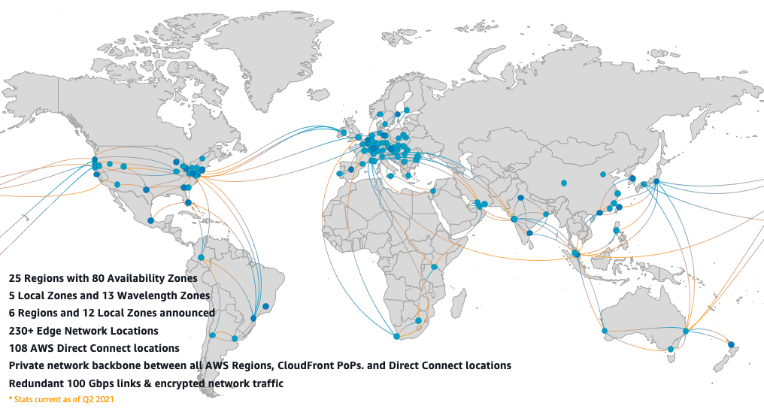 25 Regions with 80 Availability Zones
5 Local Zones and 13 Wavelength Zones
6 Regions and 12 Local Zones announced
230+ Edge Network Locations
108 AWS Direct Connect locations
Private network backbone between all AWS Regions, CloudFront PoPs. and Direct Connect locations
Redundant 100 Gbps links & encrypted network traffic
* Stats current as of Q2 2021